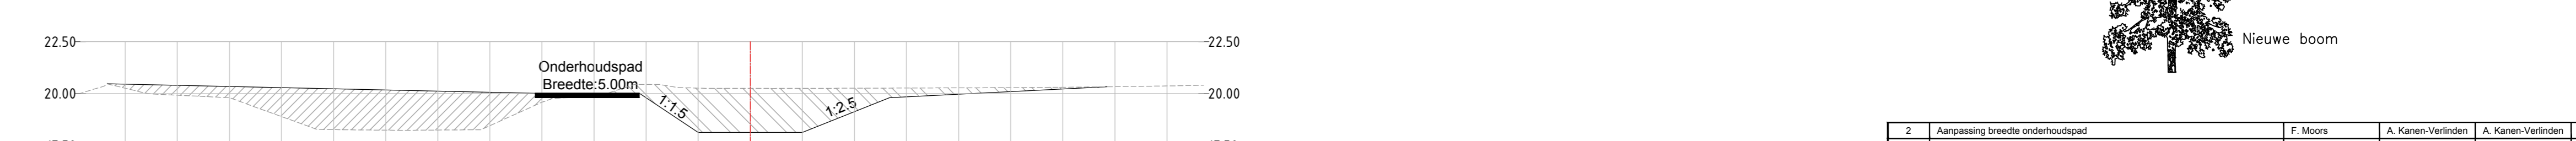 22.50
22.50
Nieuwe boom
Onderhoudspad
Breedte:5.00m
20.00
20.00
1:1.5
1:2.5
2 Aanpassing breedte onderhoudspad F. Moors A. Kanen-Verlinden A. Kanen-Verlinden